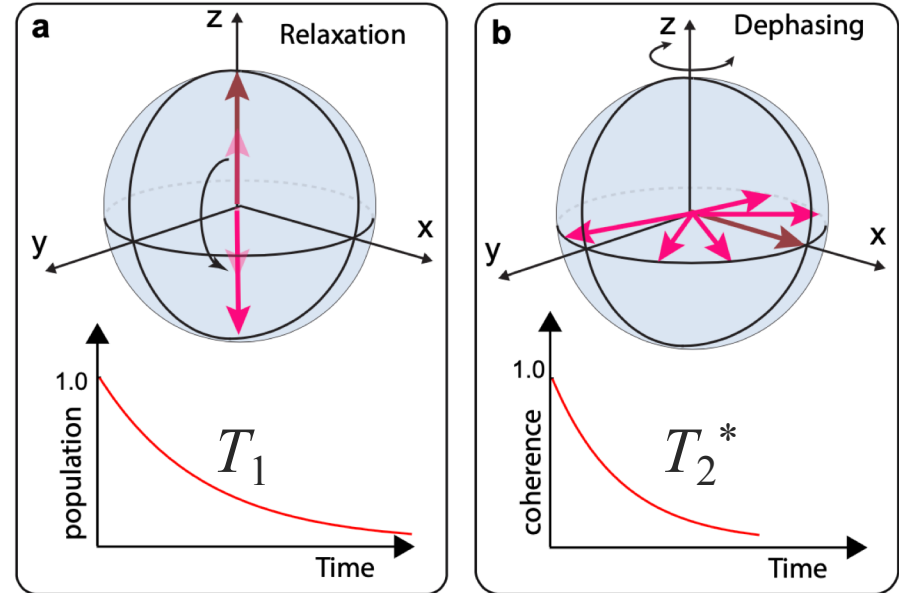 a
z
Relaxation
y
x
1.0
population
T₁
Time
b
z
Dephasing
y
x
1.0
coherence
T₂*
Time